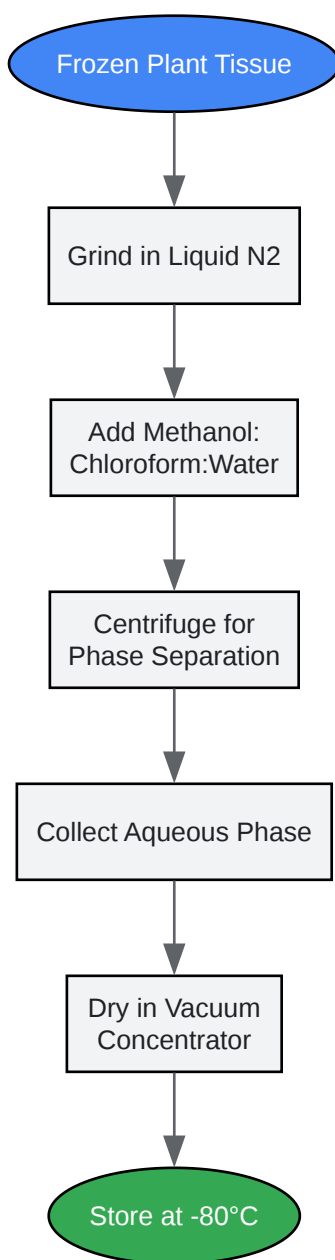 Frozen Plant Tissue
Grind in Liquid N2
Add Methanol:
Chloroform:Water
Centrifuge for
Phase Separation
Collect Aqueous Phase
Dry in Vacuum
Concentrator
Store at -80°C